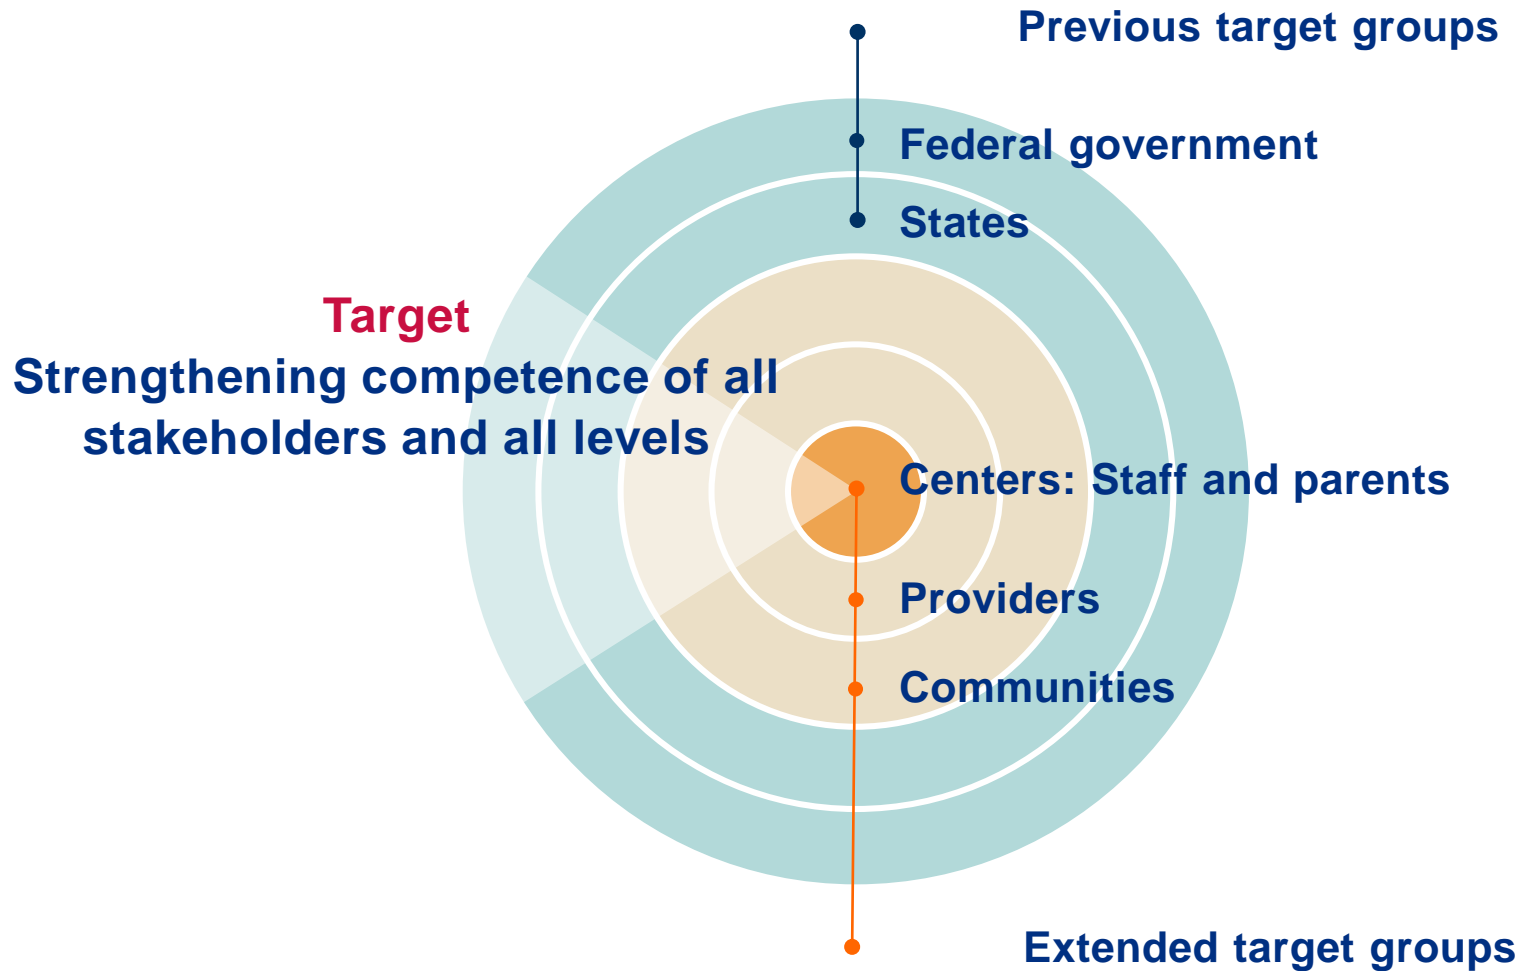 Previous target groups
Federal government
States
Target
Strengthening competence of all
stakeholders and all levels
Centers: Staff and parents
Providers
Communities
Extended target groups